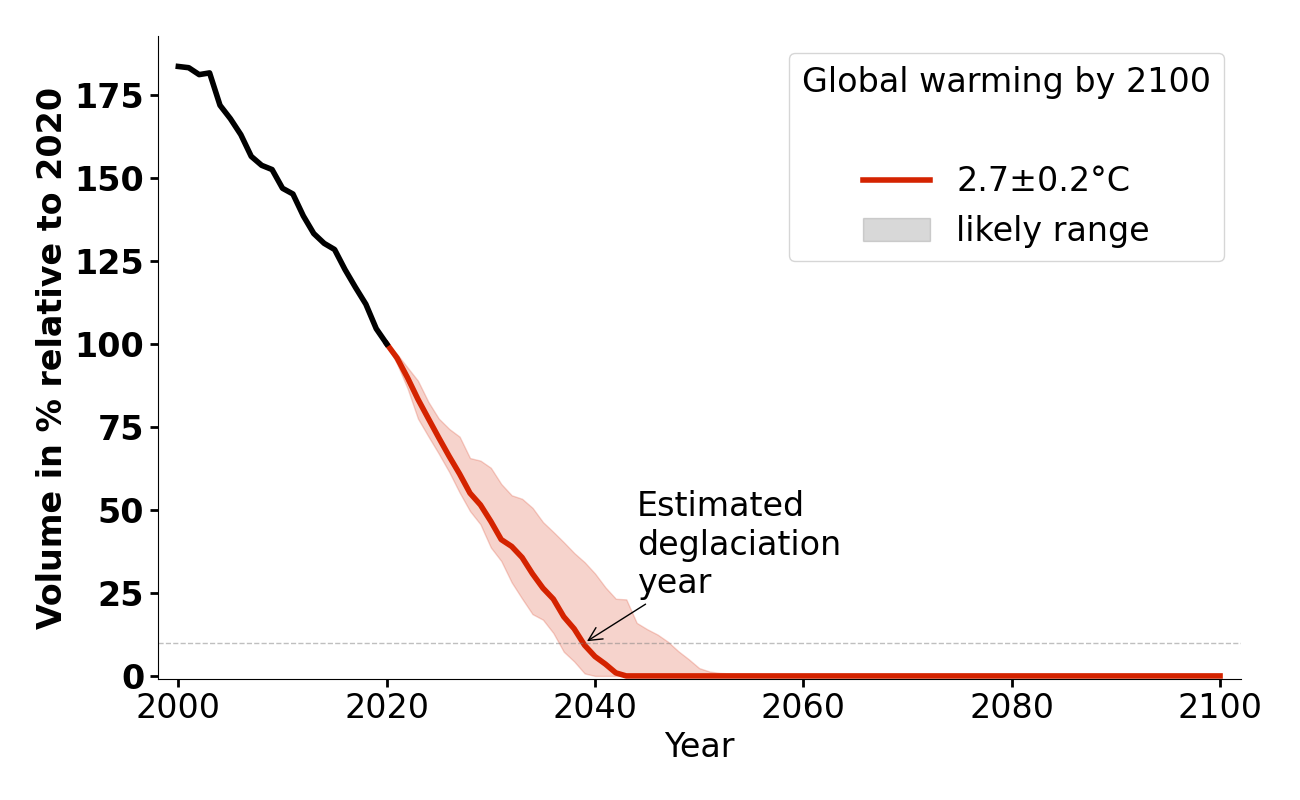 Global warming by 2100
2.7±0.2°C
likely range
Volume in % relative to 2020
175
150
125
100
75
50
25
0
Estimated
deglaciation
year
2000 2020 2040 2060 2080 2100
Year